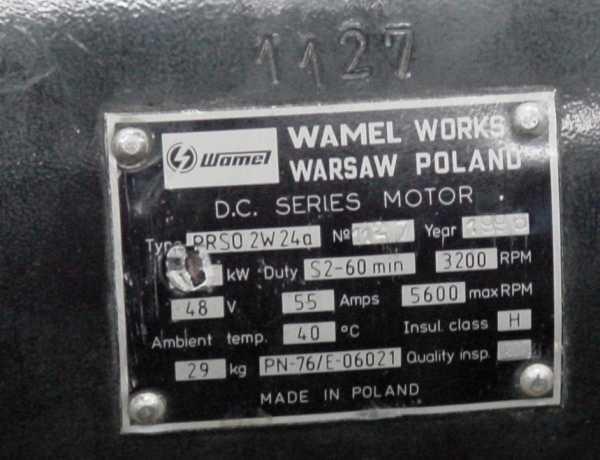 1127
Wamel WAMEL WORKS
WARSAW POLAND
D.C. SERIES MOTOR
Type PRSO 2W24a № Year
kW Duty S2-60 min 3200 RPM
48 V 55 Amps 5600 max RPM
Ambient temp. 40 °C Insul. class H
29 kg PN-76/E-06021 Quality insp.
MADE IN POLAND